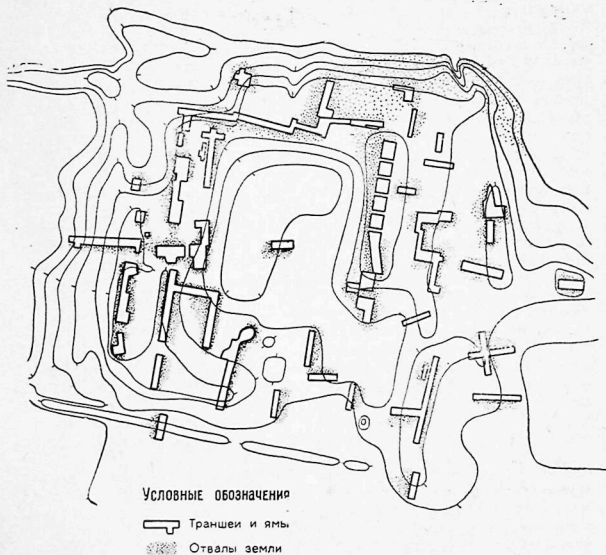 Условные обозначения
Траншеи и ямы
Отвалы земли